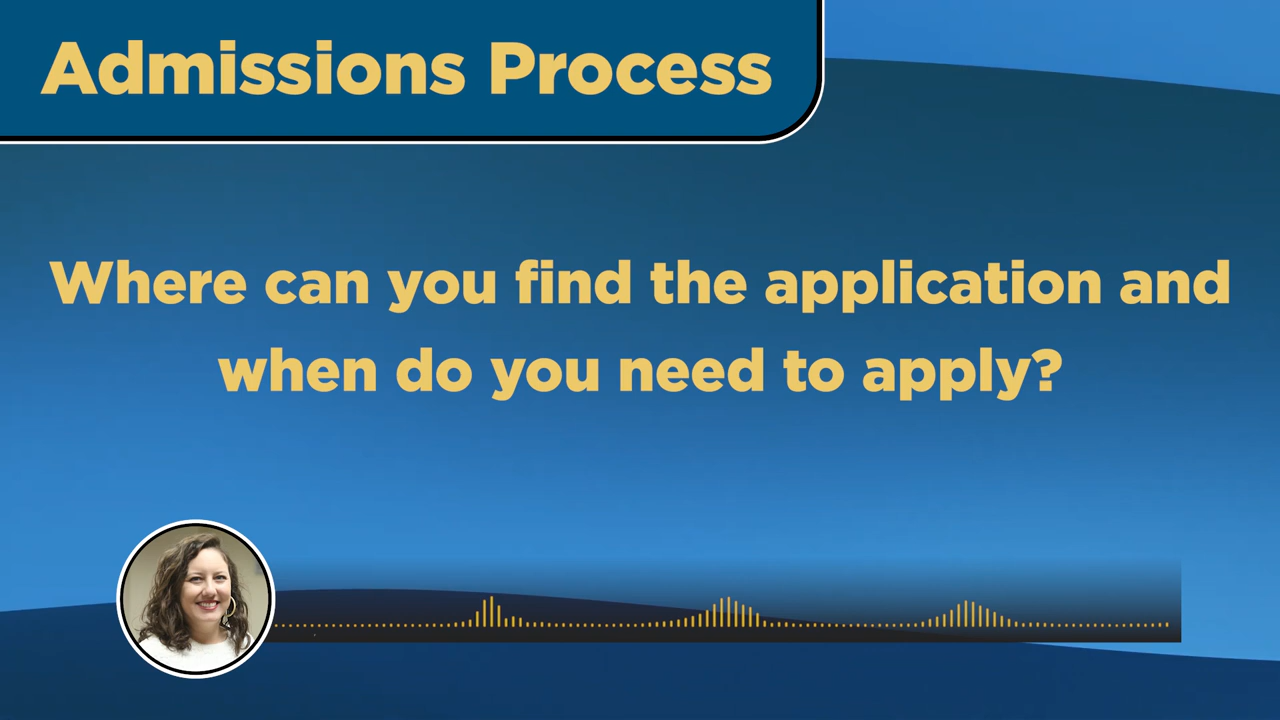 Admissions Process
Where can you find the application and
when do you need to apply?